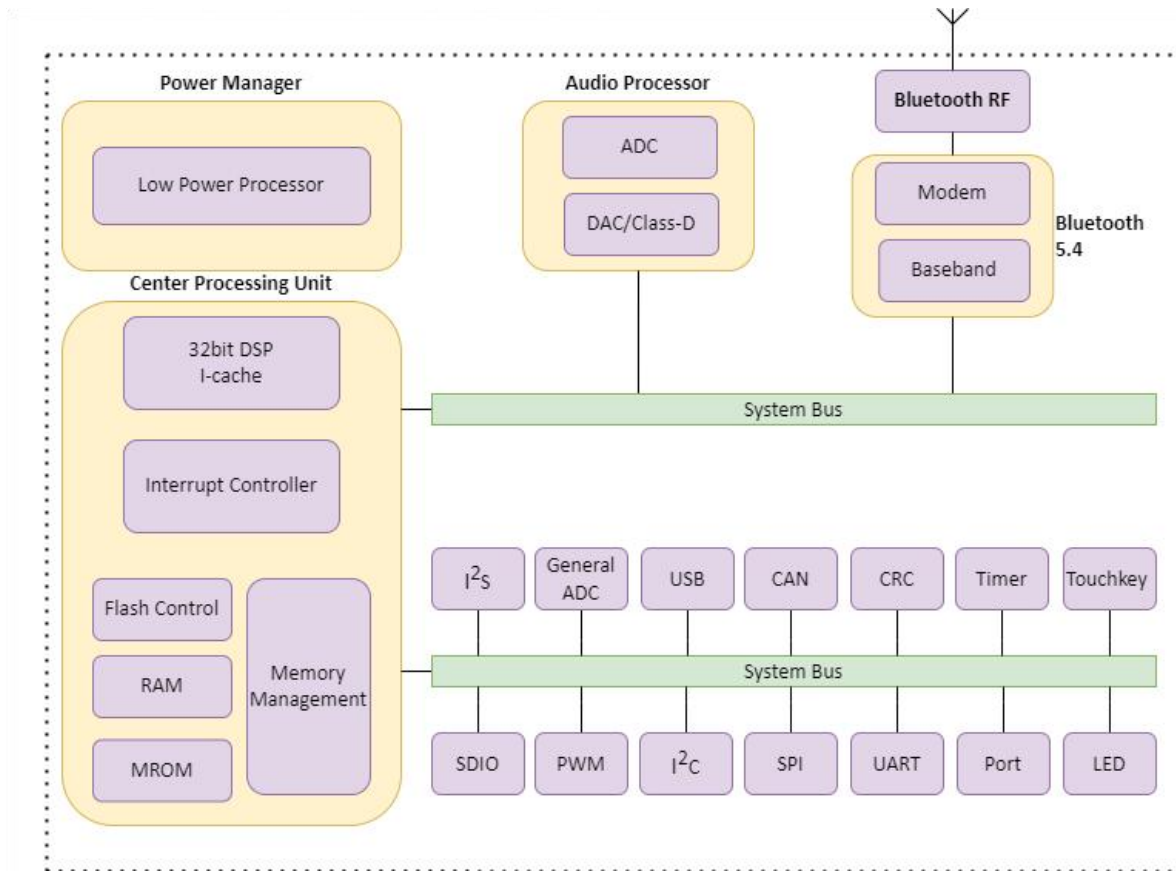 Power Manager
Low Power Processor
Audio Processor
ADC
DAC/Class-D
Bluetooth RF
Modem
Baseband
Bluetooth
5.4
Center Processing Unit
32bit DSP
I-cache
Interrupt Controller
Flash Control
RAM
MROM
Memory
Management
System Bus
I²S
General
ADC
USB
CAN
CRC
Timer
Touchkey
System Bus
SDIO
PWM
I²C
SPI
UART
Port
LED